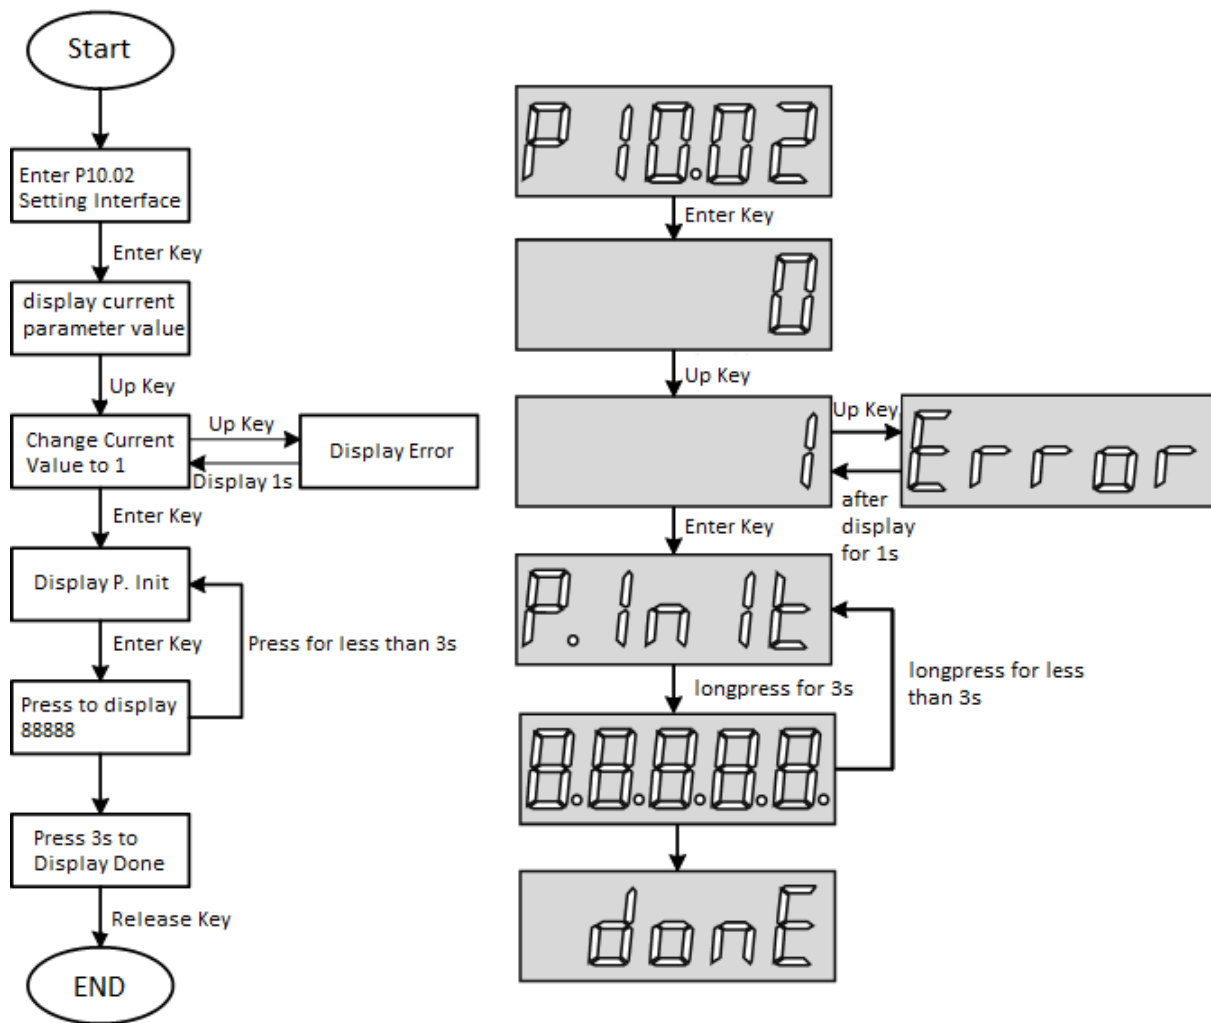 Start
Enter P10.02
Setting Interface
Enter Key
display current
parameter value
Up Key
Change Current
Value to 1
Up Key
Display 1s
Display Error
Enter Key
Display P. Init
Enter Key
Press for less than 3s
Press to display
88888
Press 3s to
Display Done
Release Key
END
P10.02
Enter Key
0
Up Key
1
Up Key
Error
after
display
for 1s
Enter Key
P.1n1t
longpress for 3s
longpress for less
than 3s
8.8.8.8.8.
donE